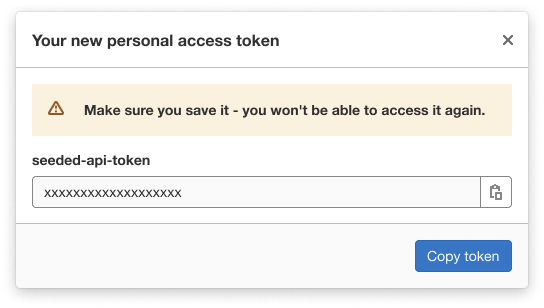 Your new personal access token
Make sure you save it - you won't be able to access it again.
seeded-api-token
xxxxxxxxxxxxxxxxxxx
Copy token